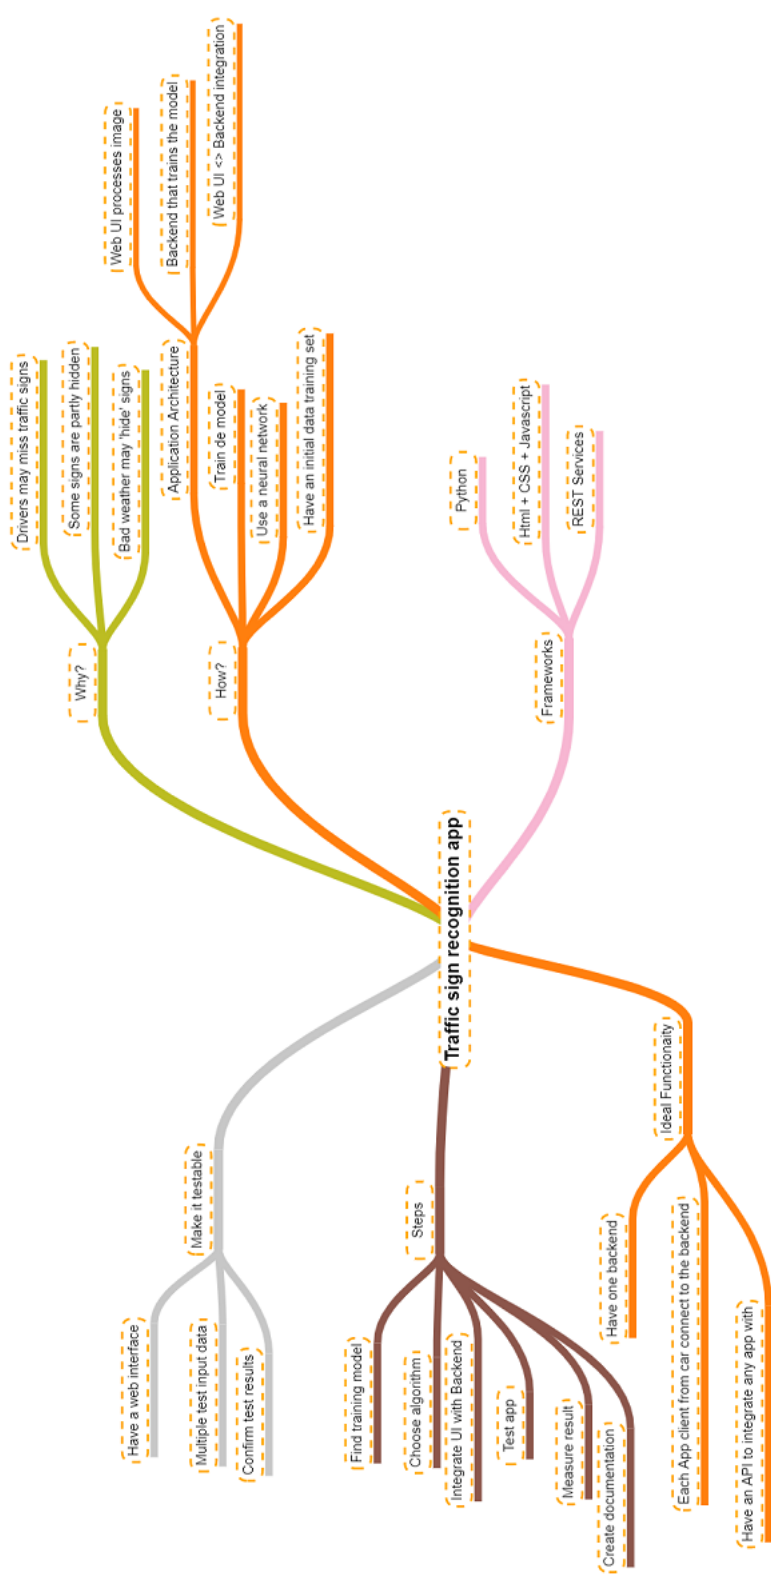 Traffic sign recognition app
Why?
Drivers may miss traffic signs
Some signs are partly hidden
Bad weather may 'hide' signs
How?
Application Architecture
Web UI processes image
Backend that trains the model
Web UI <> Backend integration
Train de model
Use a neural network
Have an initial data training set
Frameworks
Python
Html + CSS + Javascript
REST Services
Make it testable
Have a web interface
Multiple test input data
Confirm test results
Steps
Find training model
Choose algorithm
Integrate UI with Backend
Test app
Measure result
Create documentation
Ideal Functionaity
Have one backend
Each App client from car connect to the backend
Have an API to integrate any app with